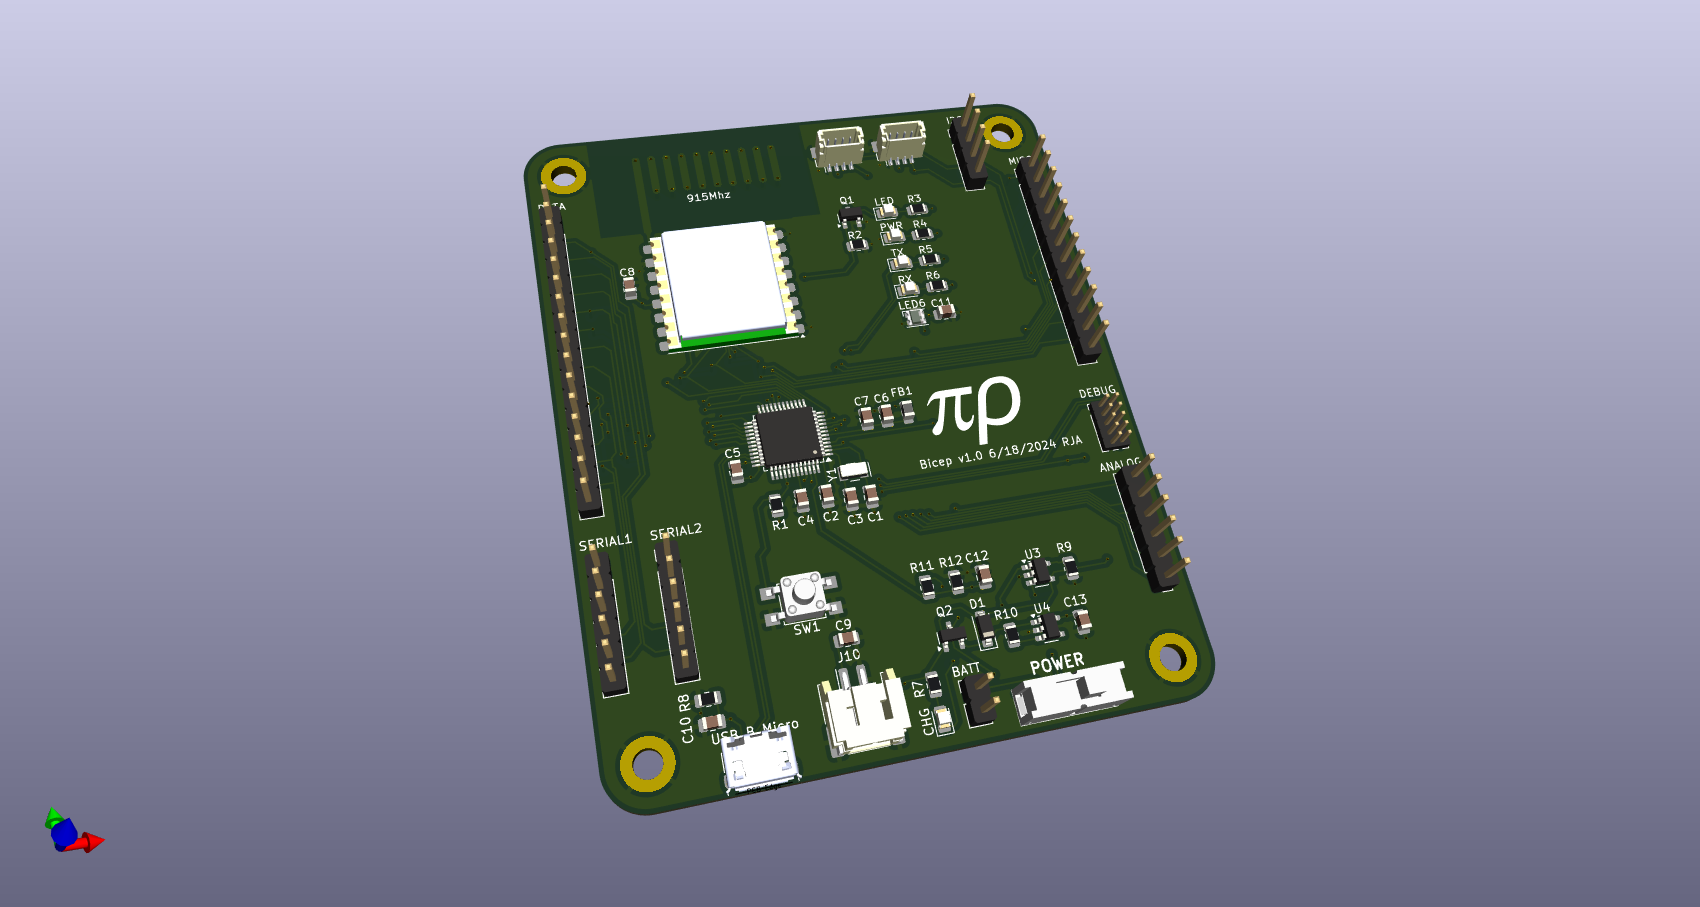 915Mhz
Q1
LED
R3
R2
PWR
R4
TX
R5
C8
RX
R6
LED6
C11
C7
C6
FB1
πρ
DEBUG
Bicep v1.0 6/18/2024 RJA
C5
Y1
R1
C4
C2
C3
C1
SERIAL1
SERIAL2
R11
R12
C12
U3
R9
SW1
C9
Q2
D1
R10
U4
C13
J10
BATT
POWER
R7
CHG
R8
C10
USB_B_Micro
PCB Edge